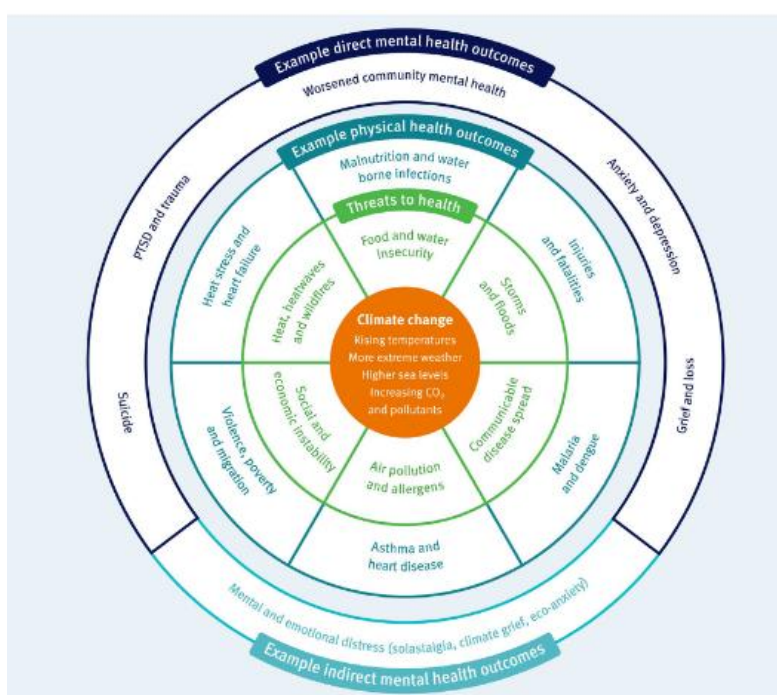 Example direct mental health outcomes
Worsened community mental health
PTSD and trauma
Anxiety and depression
Suicide
Grief and loss
Example physical health outcomes
Malnutrition and water
borne infections
Heat stress and
heart failure
Injuries
and fatalities
Threats to health
Food and water
Insecurity
Heat, heatwaves
and wildfires
Storms
and floods
Climate change
Rising temperatures
More extreme weather
Higher sea levels
Increasing CO₂
and pollutants
Social and
economic instability
Communicable
disease spread
Air pollution
and allergens
Violence, poverty
and migration
Malaria
and dengue
Asthma and
heart disease
Mental and emotional distress (solastalgia, climate grief, eco-anxiety)
Example indirect mental health outcomes